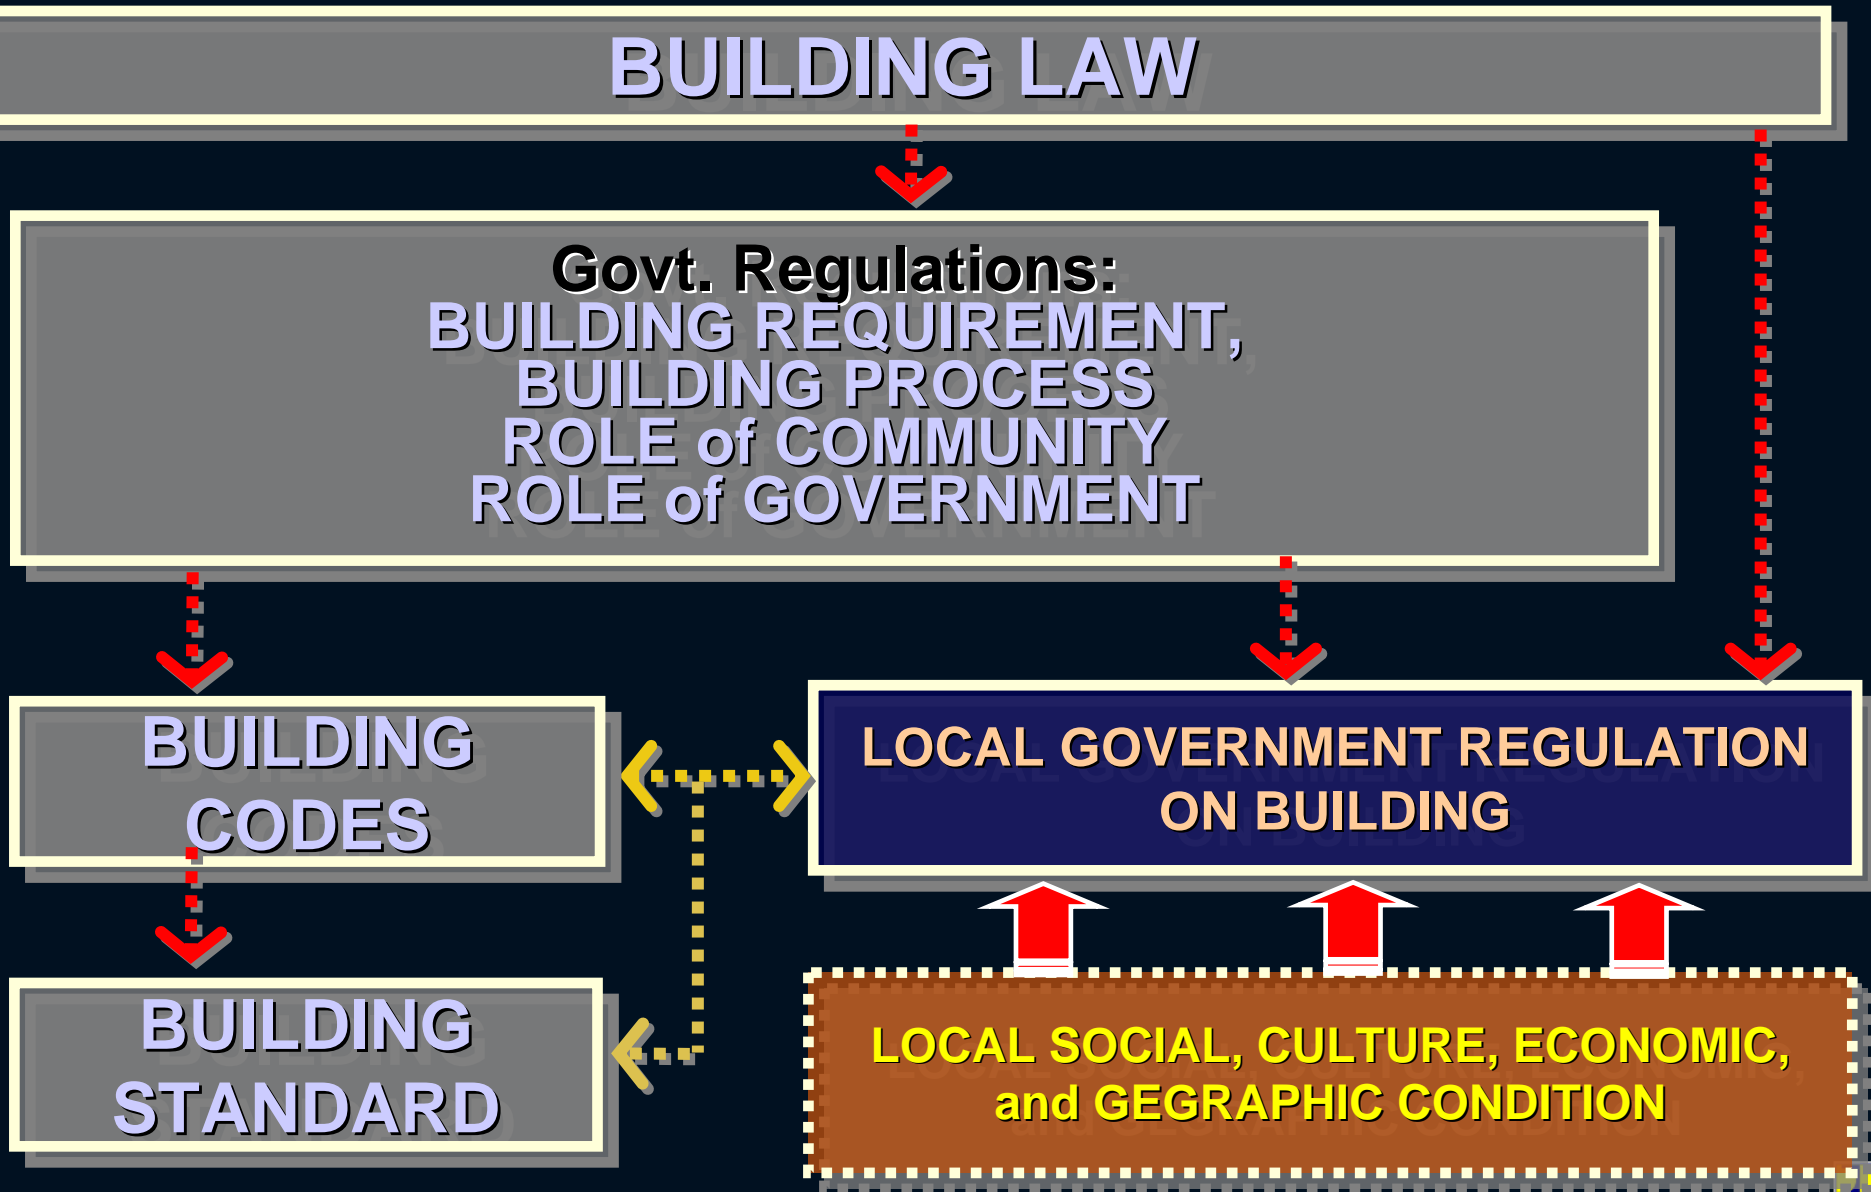 BUILDING LAW
Govt. Regulations:
BUILDING REQUIREMENT,
BUILDING PROCESS
ROLE of COMMUNITY
ROLE of GOVERNMENT
BUILDING
CODES
LOCAL GOVERNMENT REGULATION
ON BUILDING
BUILDING
STANDARD
LOCAL SOCIAL, CULTURE, ECONOMIC,
and GEGRAPHIC CONDITION